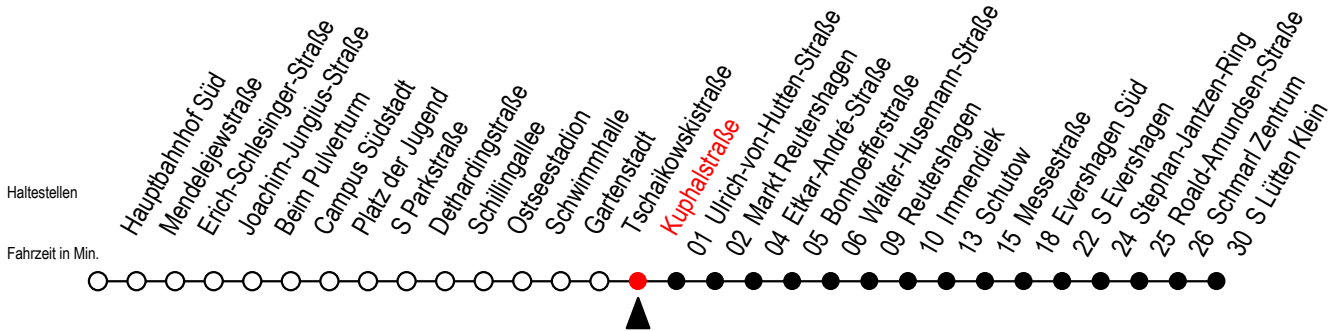 Haltestellen
Fahrzeit in Min.
Hauptbahnhof Süd
Mendelejewstraße
Erich-Schlesinger-Straße
Joachim-Jungius-Straße
Beim Pulverturm
Campus Südstadt
Platz der Jugend
S Parkstraße
Dethardingstraße
Schillingallee
Ostseestadion
Schwimmhalle
Gartenstadt
Tschaikowskistraße
Kuphalstraße
01 Ulrich-von-Hutten-Straße
02 Markt Reutershagen
04 Etkar-André-Straße
05 Bonhoefferstraße
06 Walter-Husemann-Straße
09 Reutershagen
10 Immendiek
13 Schutow
15 Messestraße
18 Evershagen Süd
22 S Evershagen
24 Stephan-Jantzen-Ring
25 Roald-Amundsen-Straße
26 Schmarl Zentrum
30 S Lütten Klein